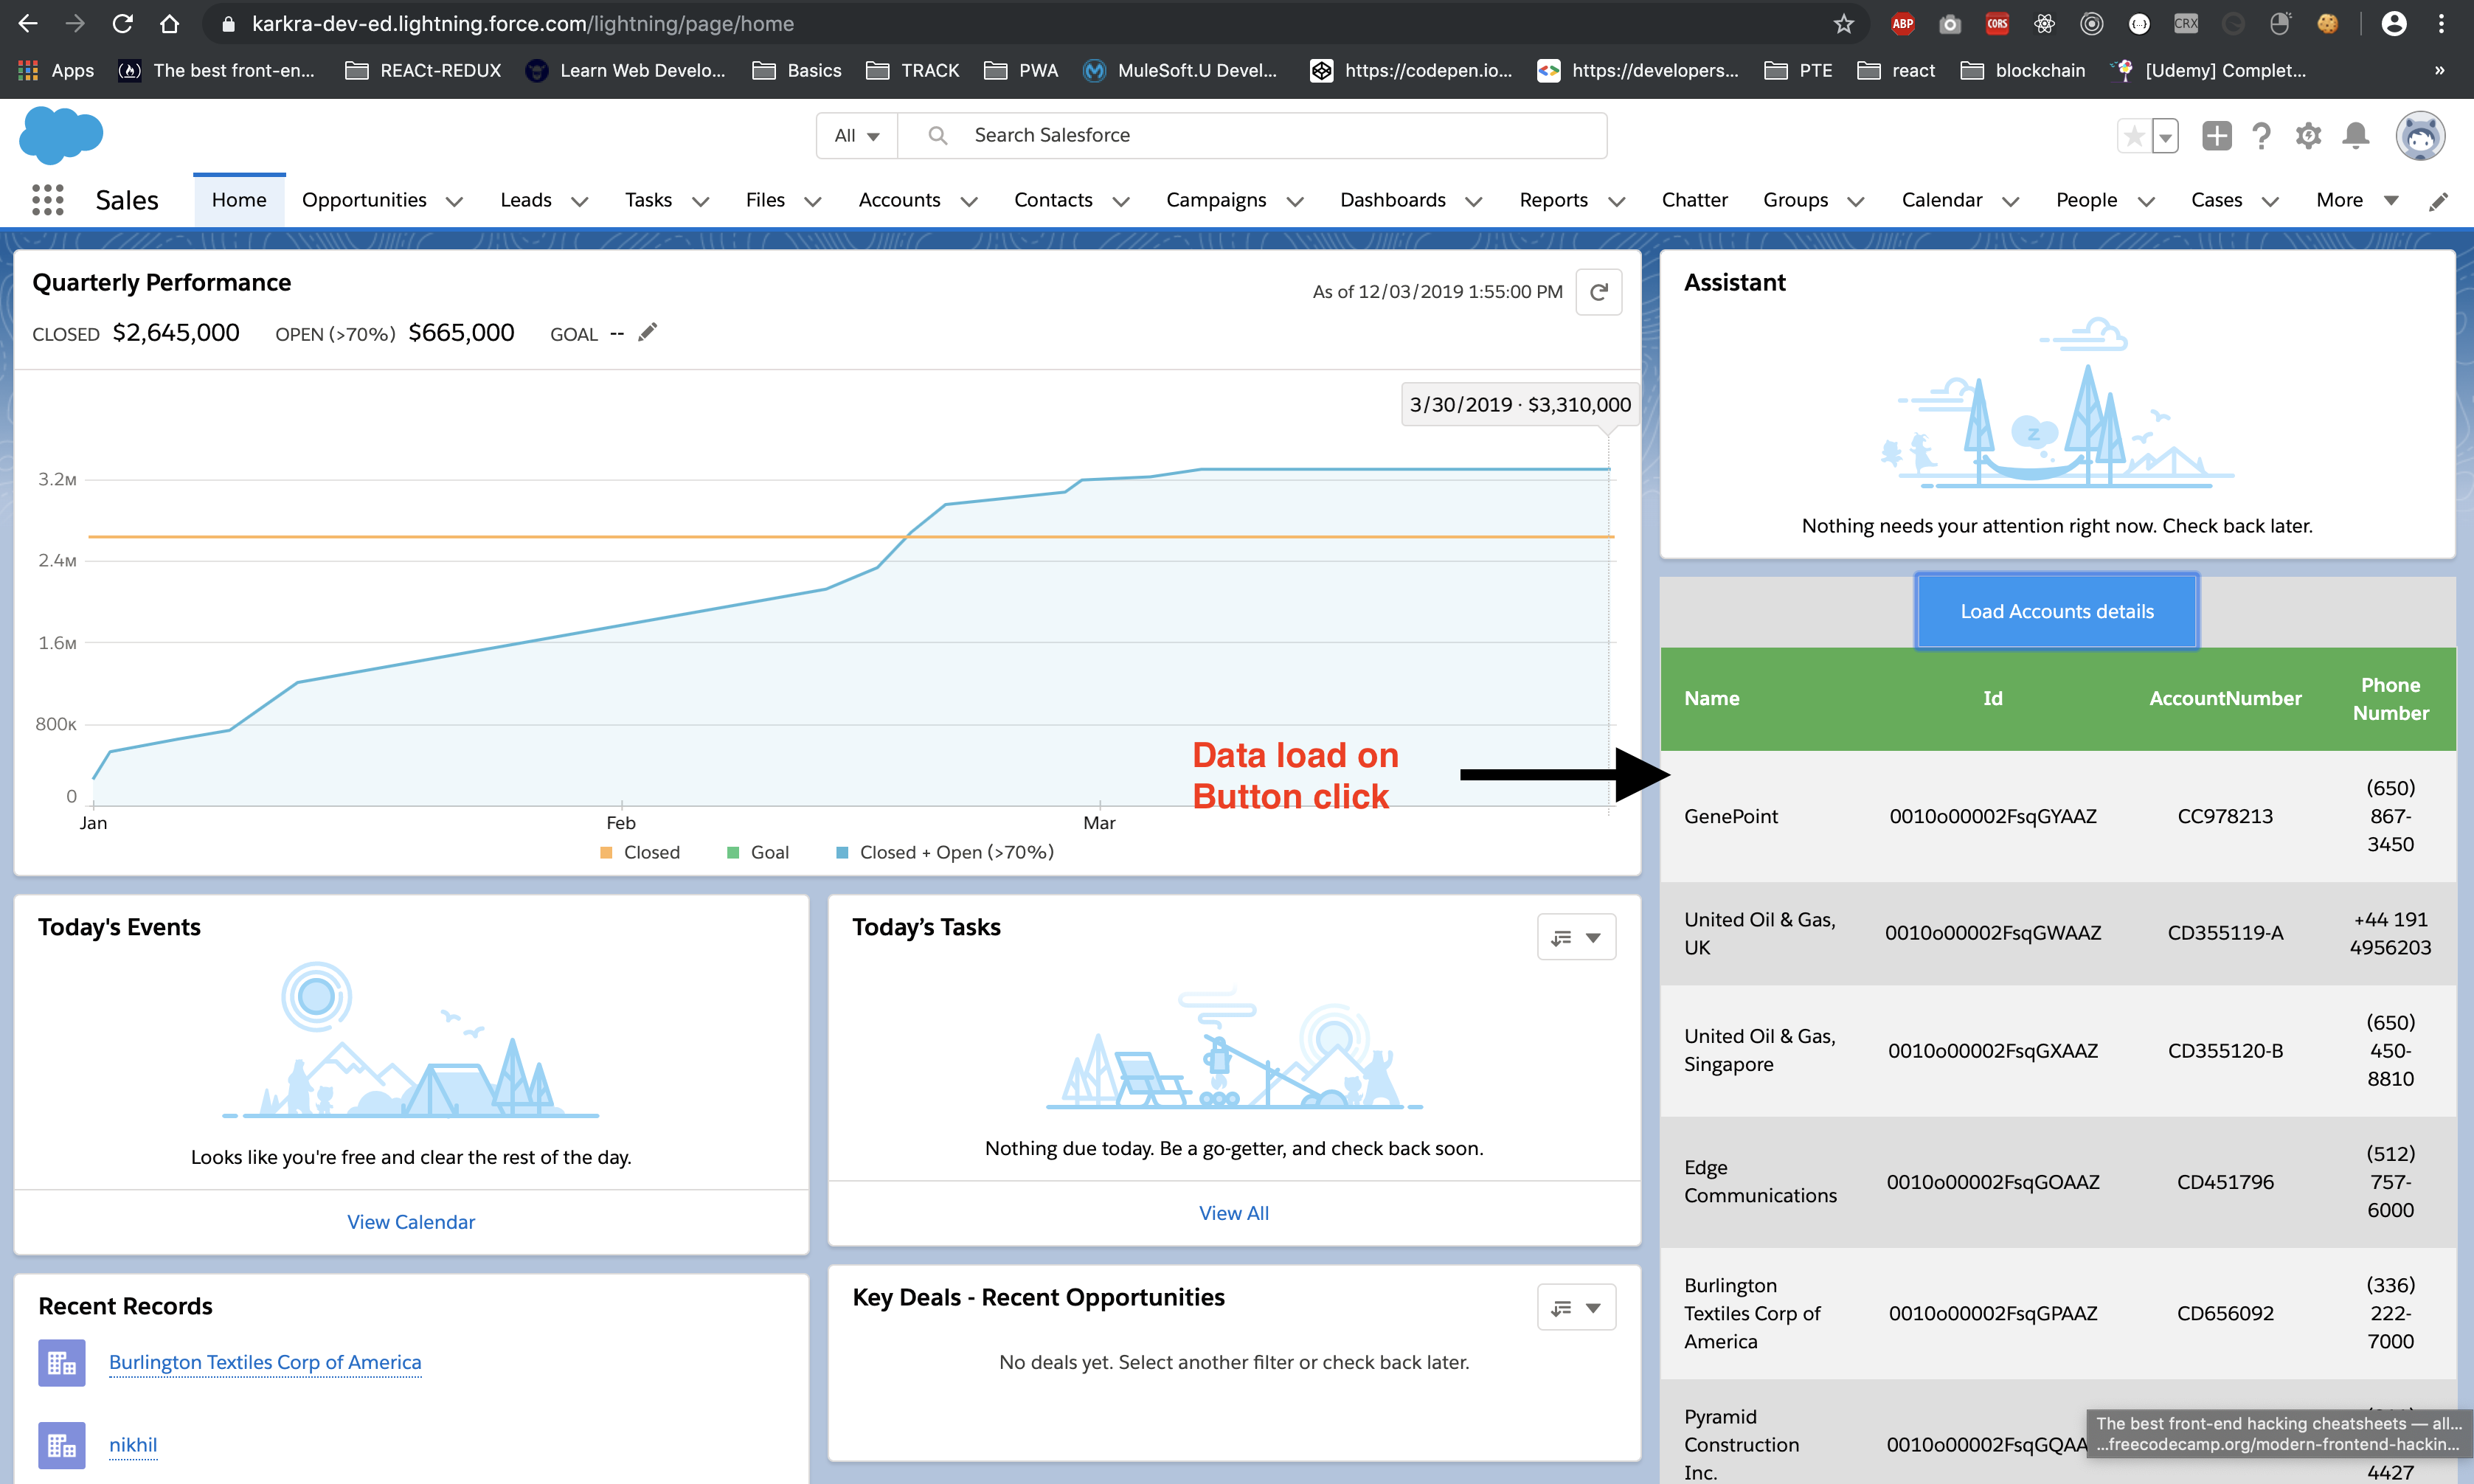 karkra-dev-ed.lightning.force.com/lightning/page/home
ABP
CORS
CRX
Apps
The best front-en...
REACt-REDUX
Learn Web Develo...
Basics
TRACK
PWA
MuleSoft.U Devel...
https://codepen.io...
https://developers...
PTE
react
blockchain
[Udemy] Complet...
»
All
Search Salesforce
Sales
Home
Opportunities
Leads
Tasks
Files
Accounts
Contacts
Campaigns
Dashboards
Reports
Chatter
Groups
Calendar
People
Cases
More
Quarterly Performance
As of 12/03/2019 1:55:00 PM
CLOSED $2,645,000 OPEN (>70%) $665,000 GOAL --
3/30/2019 · $3,310,000
3.2M
2.4M
1.6M
800K
0
Jan
Feb
Mar
Closed
Goal
Closed + Open (>70%)
Data load on
Button click
Assistant
Z
Nothing needs your attention right now. Check back later.
Load Accounts details
Name Id AccountNumber Phone
Number
GenePoint 0010o00002FsqGYAAZ CC978213 (650)
867-
3450
United Oil & Gas,
UK 0010o00002FsqGWAAZ CD355119-A +44 191
4956203
United Oil & Gas,
Singapore 0010o00002FsqGXAAZ CD355120-B (650)
450-
8810
Edge
Communications 0010o00002FsqGOAAZ CD451796 (512)
757-
6000
Burlington
Textiles Corp of
America 0010o00002FsqGPAAZ CD656092 (336)
222-
7000
Pyramid
Construction
Inc. 0010o00002FsqGQAA
4427
The best front-end hacking cheatsheets — all...
...freecodecamp.org/modern-frontend-hackin...
Today's Events
Looks like you're free and clear the rest of the day.
View Calendar
Today’s Tasks
Nothing due today. Be a go-getter, and check back soon.
View All
Recent Records
Burlington Textiles Corp of America
nikhil
Key Deals - Recent Opportunities
No deals yet. Select another filter or check back later.